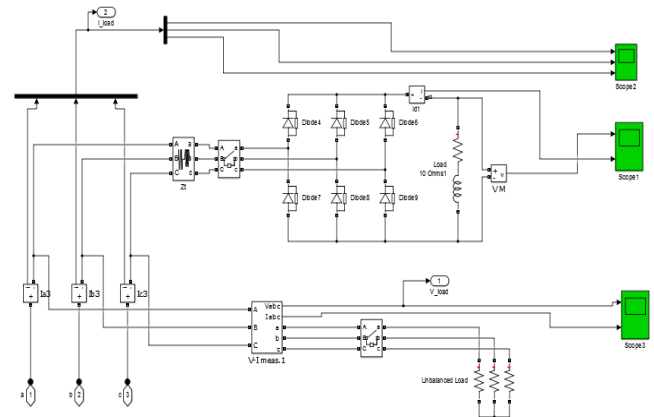 2
I_load
Scope2
Id1
Diode4
Diode5
Diode6
A a
B b
C c
Zt
A a
B b
C c
Load
10 Ohms1
+ v
-
VM
Scope1
Diode7
Diode8
Diode9
Ia3
Ib3
Ic3
1
V_load
A
B
C
Vabc
Iabc
a
b
c
V-I meas.1
A a
B b
C c
Scope3
Unbalanced Load
a 1
b 2
c 3